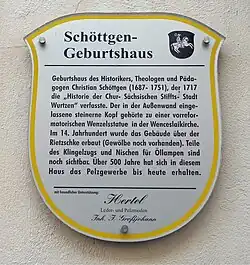 Schöttgen-
Geburtshaus
Geburtshaus des Historikers, Theologen und Päda-
gogen Christian Schöttgen (1687- 1751), der 1717
die „Historie der Chur- Sächsischen Stiffts- Stadt
Wurtzen" verfasste. Der in der Außenwand einge-
lassene steinerne Kopf gehörte zu einer vorrefor-
matorischen Wenzelsstatue in der Wenceslaikirche.
Im 14. Jahrhundert wurde das Gebäude über der
Rietzschke erbaut (Gewölbe noch vorhanden). Teile
des Klingelzugs und Nischen für Öllampen sind
noch sichtbar. Über 500 Jahre hat sich in diesem
Haus das Pelzgewerbe bis heute erhalten.
mit freundlicher Unterstützung:
Hertel
Leder- und Pelzmoden
Inh. F. Großjohann